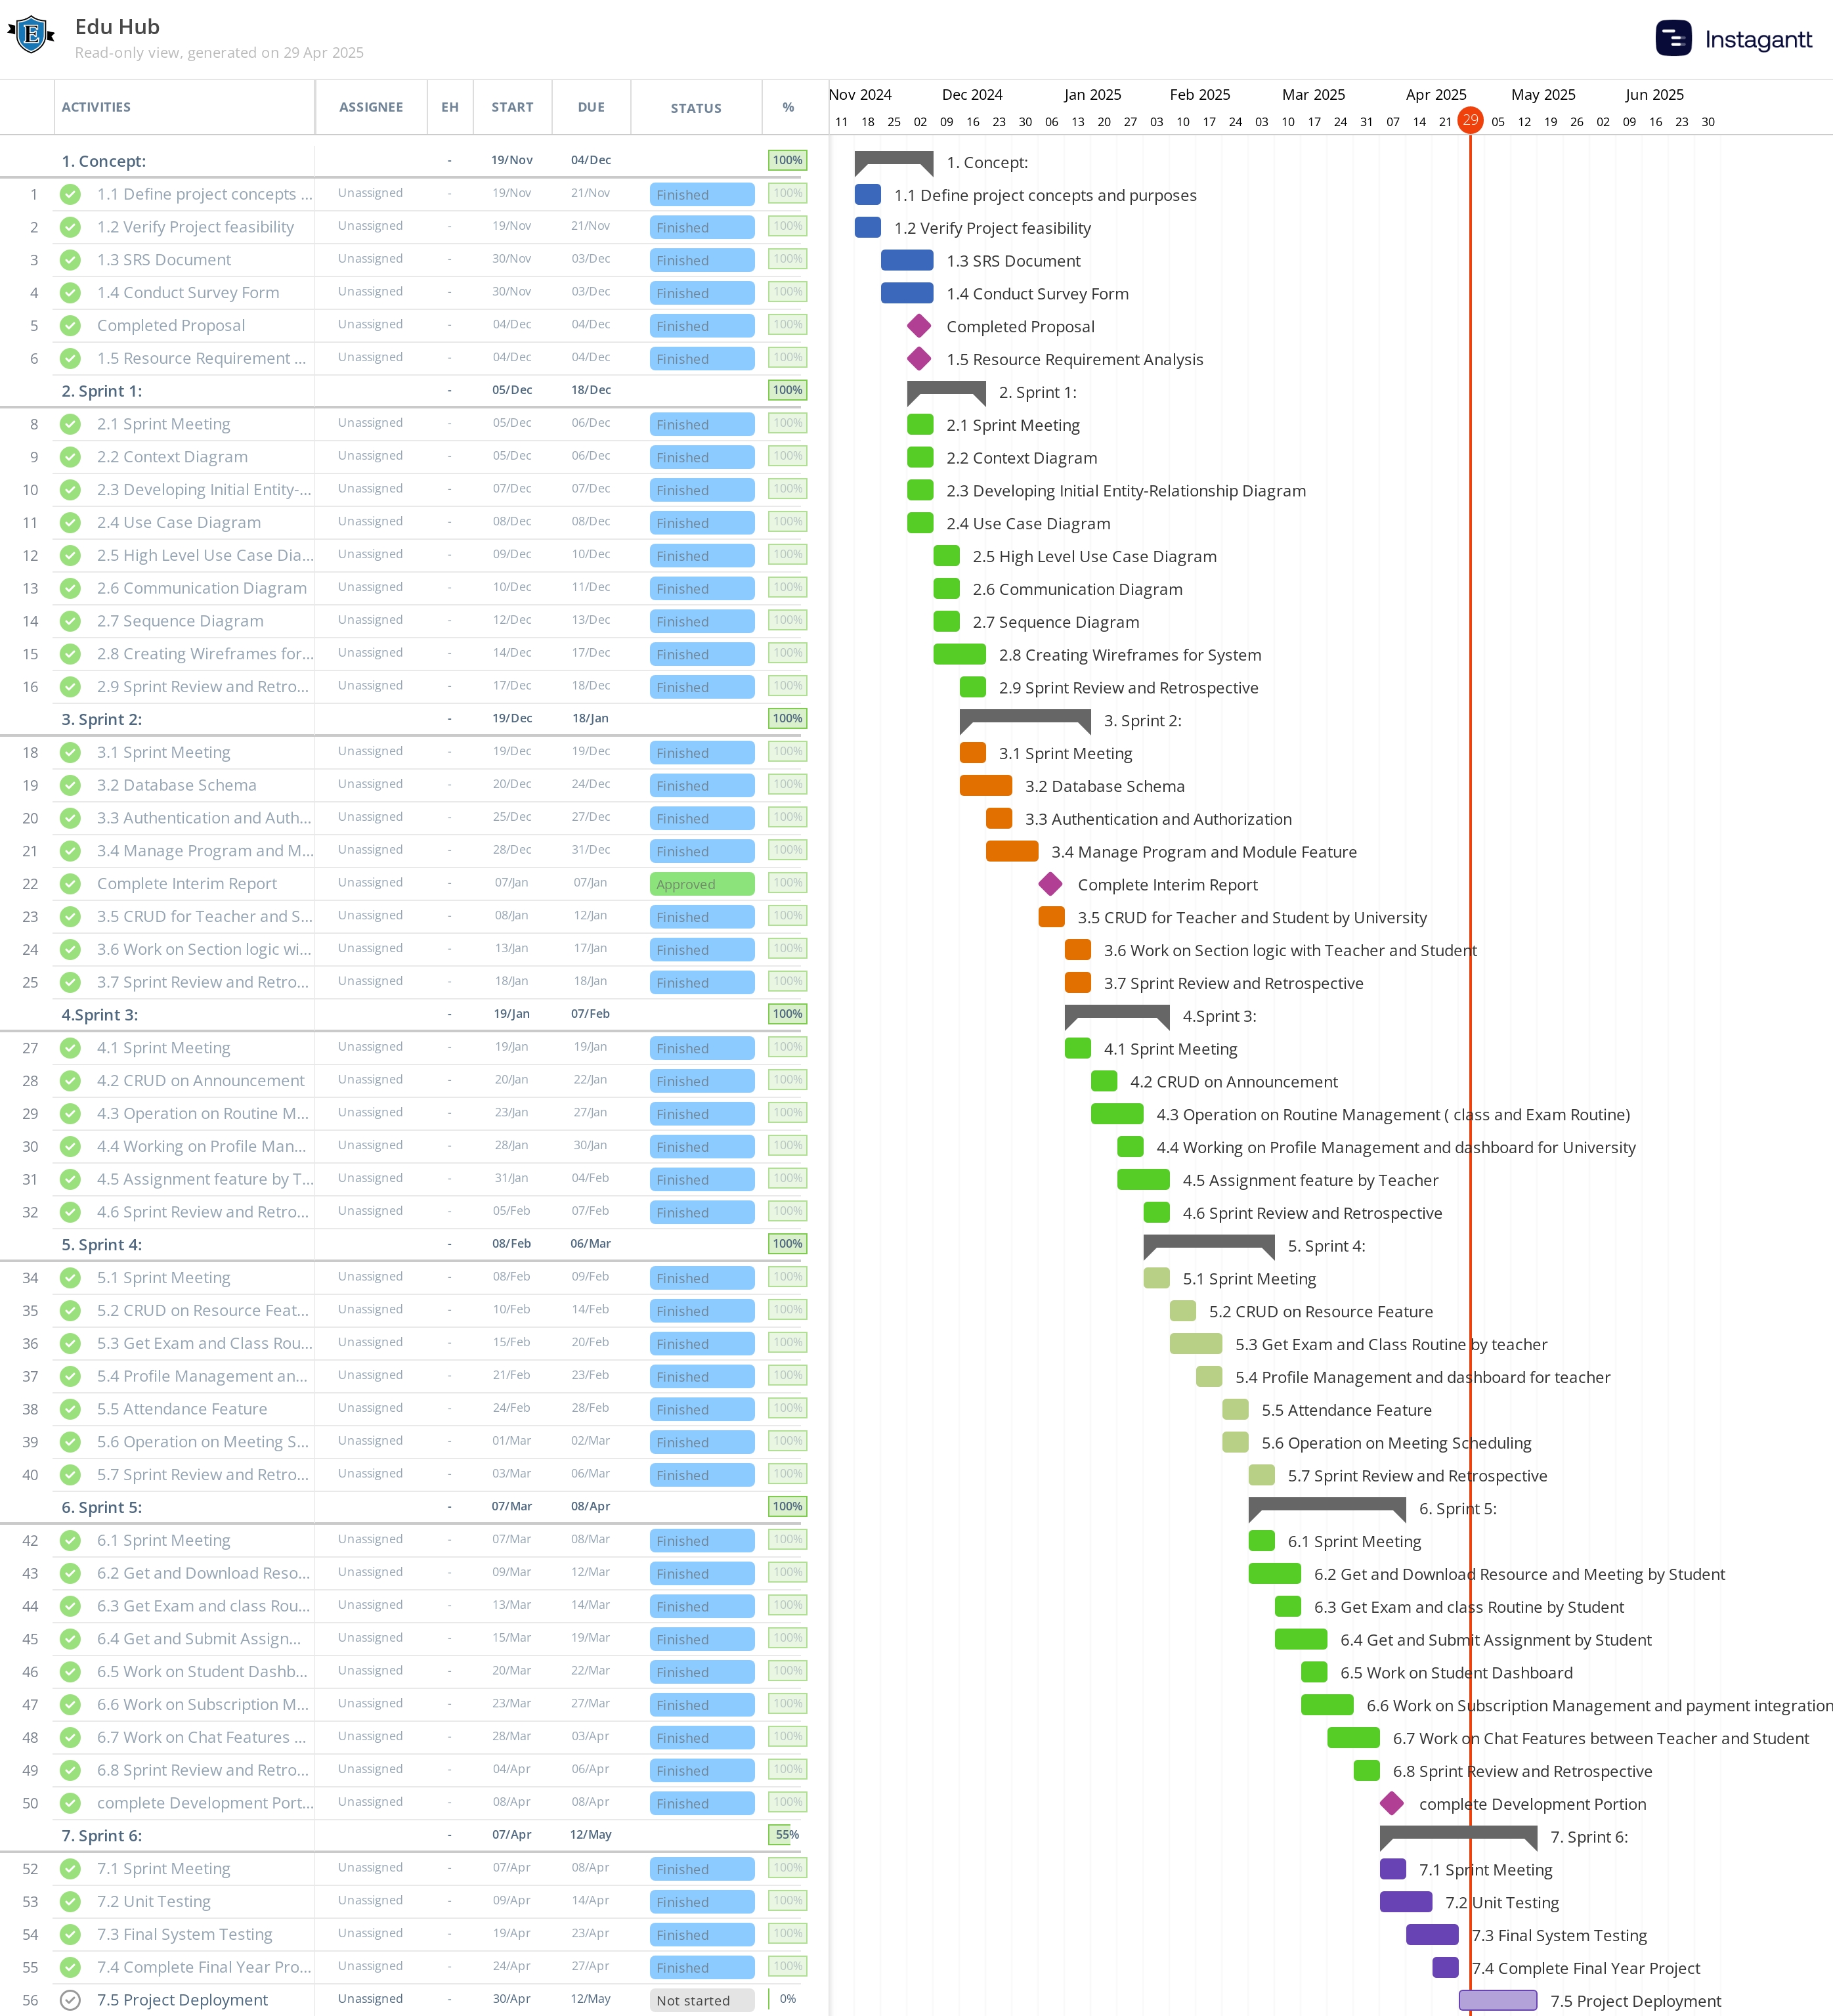 Edu Hub
Read-only view, generated on 29 Apr 2025
Instagantt
ACTIVITIES ASSIGNEE EH START DUE STATUS %
Nov 2024 Dec 2024 Jan 2025 Feb 2025 Mar 2025 Apr 2025 May 2025 Jun 2025
11 18 25 02 09 16 23 30 06 13 20 27 03 10 17 24 03 10 17 24 31 07 14 21 29 05 12 19 26 02 09 16 23 30
1. Concept: - 19/Nov 04/Dec 100% 1. Concept:
1 1.1 Define project concepts ... Unassigned - 19/Nov 21/Nov Finished 100% 1.1 Define project concepts and purposes
2 1.2 Verify Project feasibility Unassigned - 19/Nov 21/Nov Finished 100% 1.2 Verify Project feasibility
3 1.3 SRS Document Unassigned - 30/Nov 03/Dec Finished 100% 1.3 SRS Document
4 1.4 Conduct Survey Form Unassigned - 30/Nov 03/Dec Finished 100% 1.4 Conduct Survey Form
5 Completed Proposal Unassigned - 04/Dec 04/Dec Finished 100% Completed Proposal
6 1.5 Resource Requirement ... Unassigned - 04/Dec 04/Dec Finished 100% 1.5 Resource Requirement Analysis
2. Sprint 1: - 05/Dec 18/Dec 100% 2. Sprint 1:
8 2.1 Sprint Meeting Unassigned - 05/Dec 06/Dec Finished 100% 2.1 Sprint Meeting
9 2.2 Context Diagram Unassigned - 05/Dec 06/Dec Finished 100% 2.2 Context Diagram
10 2.3 Developing Initial Entity-... Unassigned - 07/Dec 07/Dec Finished 100% 2.3 Developing Initial Entity-Relationship Diagram
11 2.4 Use Case Diagram Unassigned - 08/Dec 08/Dec Finished 100% 2.4 Use Case Diagram
12 2.5 High Level Use Case Dia... Unassigned - 09/Dec 10/Dec Finished 100% 2.5 High Level Use Case Diagram
13 2.6 Communication Diagram Unassigned - 10/Dec 11/Dec Finished 100% 2.6 Communication Diagram
14 2.7 Sequence Diagram Unassigned - 12/Dec 13/Dec Finished 100% 2.7 Sequence Diagram
15 2.8 Creating Wireframes for... Unassigned - 14/Dec 17/Dec Finished 100% 2.8 Creating Wireframes for System
16 2.9 Sprint Review and Retro... Unassigned - 17/Dec 18/Dec Finished 100% 2.9 Sprint Review and Retrospective
3. Sprint 2: - 19/Dec 18/Jan 100% 3. Sprint 2:
18 3.1 Sprint Meeting Unassigned - 19/Dec 19/Dec Finished 100% 3.1 Sprint Meeting
19 3.2 Database Schema Unassigned - 20/Dec 24/Dec Finished 100% 3.2 Database Schema
20 3.3 Authentication and Auth... Unassigned - 25/Dec 27/Dec Finished 100% 3.3 Authentication and Authorization
21 3.4 Manage Program and M... Unassigned - 28/Dec 31/Dec Finished 100% 3.4 Manage Program and Module Feature
22 Complete Interim Report Unassigned - 07/Jan 07/Jan Approved 100% Complete Interim Report
23 3.5 CRUD for Teacher and S... Unassigned - 08/Jan 12/Jan Finished 100% 3.5 CRUD for Teacher and Student by University
24 3.6 Work on Section logic wi... Unassigned - 13/Jan 17/Jan Finished 100% 3.6 Work on Section logic with Teacher and Student
25 3.7 Sprint Review and Retro... Unassigned - 18/Jan 18/Jan Finished 100% 3.7 Sprint Review and Retrospective
4.Sprint 3: - 19/Jan 07/Feb 100% 4.Sprint 3:
27 4.1 Sprint Meeting Unassigned - 19/Jan 19/Jan Finished 100% 4.1 Sprint Meeting
28 4.2 CRUD on Announcement Unassigned - 20/Jan 22/Jan Finished 100% 4.2 CRUD on Announcement
29 4.3 Operation on Routine M... Unassigned - 23/Jan 27/Jan Finished 100% 4.3 Operation on Routine Management ( class and Exam Routine)
30 4.4 Working on Profile Man... Unassigned - 28/Jan 30/Jan Finished 100% 4.4 Working on Profile Management and dashboard for University
31 4.5 Assignment feature by T... Unassigned - 31/Jan 04/Feb Finished 100% 4.5 Assignment feature by Teacher
32 4.6 Sprint Review and Retro... Unassigned - 05/Feb 07/Feb Finished 100% 4.6 Sprint Review and Retrospective
5. Sprint 4: - 08/Feb 06/Mar 100% 5. Sprint 4:
34 5.1 Sprint Meeting Unassigned - 08/Feb 09/Feb Finished 100% 5.1 Sprint Meeting
35 5.2 CRUD on Resource Feat... Unassigned - 10/Feb 14/Feb Finished 100% 5.2 CRUD on Resource Feature
36 5.3 Get Exam and Class Rou... Unassigned - 15/Feb 20/Feb Finished 100% 5.3 Get Exam and Class Routine by teacher
37 5.4 Profile Management an... Unassigned - 21/Feb 23/Feb Finished 100% 5.4 Profile Management and dashboard for teacher
38 5.5 Attendance Feature Unassigned - 24/Feb 28/Feb Finished 100% 5.5 Attendance Feature
39 5.6 Operation on Meeting S... Unassigned - 01/Mar 02/Mar Finished 100% 5.6 Operation on Meeting Scheduling
40 5.7 Sprint Review and Retro... Unassigned - 03/Mar 06/Mar Finished 100% 5.7 Sprint Review and Retrospective
6. Sprint 5: - 07/Mar 08/Apr 100% 6. Sprint 5:
42 6.1 Sprint Meeting Unassigned - 07/Mar 08/Mar Finished 100% 6.1 Sprint Meeting
43 6.2 Get and Download Reso... Unassigned - 09/Mar 12/Mar Finished 100% 6.2 Get and Download Resource and Meeting by Student
44 6.3 Get Exam and class Rou... Unassigned - 13/Mar 14/Mar Finished 100% 6.3 Get Exam and class Routine by Student
45 6.4 Get and Submit Assign... Unassigned - 15/Mar 19/Mar Finished 100% 6.4 Get and Submit Assignment by Student
46 6.5 Work on Student Dashb... Unassigned - 20/Mar 22/Mar Finished 100% 6.5 Work on Student Dashboard
47 6.6 Work on Subscription M... Unassigned - 23/Mar 27/Mar Finished 100% 6.6 Work on Subscription Management and payment integration
48 6.7 Work on Chat Features ... Unassigned - 28/Mar 03/Apr Finished 100% 6.7 Work on Chat Features between Teacher and Student
49 6.8 Sprint Review and Retro... Unassigned - 04/Apr 06/Apr Finished 100% 6.8 Sprint Review and Retrospective
50 complete Development Port... Unassigned - 08/Apr 08/Apr Finished 100% complete Development Portion
7. Sprint 6: - 07/Apr 12/May 55% 7. Sprint 6:
52 7.1 Sprint Meeting Unassigned - 07/Apr 08/Apr Finished 100% 7.1 Sprint Meeting
53 7.2 Unit Testing Unassigned - 09/Apr 14/Apr Finished 100% 7.2 Unit Testing
54 7.3 Final System Testing Unassigned - 19/Apr 23/Apr Finished 100% 7.3 Final System Testing
55 7.4 Complete Final Year Pro... Unassigned - 24/Apr 27/Apr Finished 100% 7.4 Complete Final Year Project
56 7.5 Project Deployment Unassigned - 30/Apr 12/May Not started 0% 7.5 Project Deployment